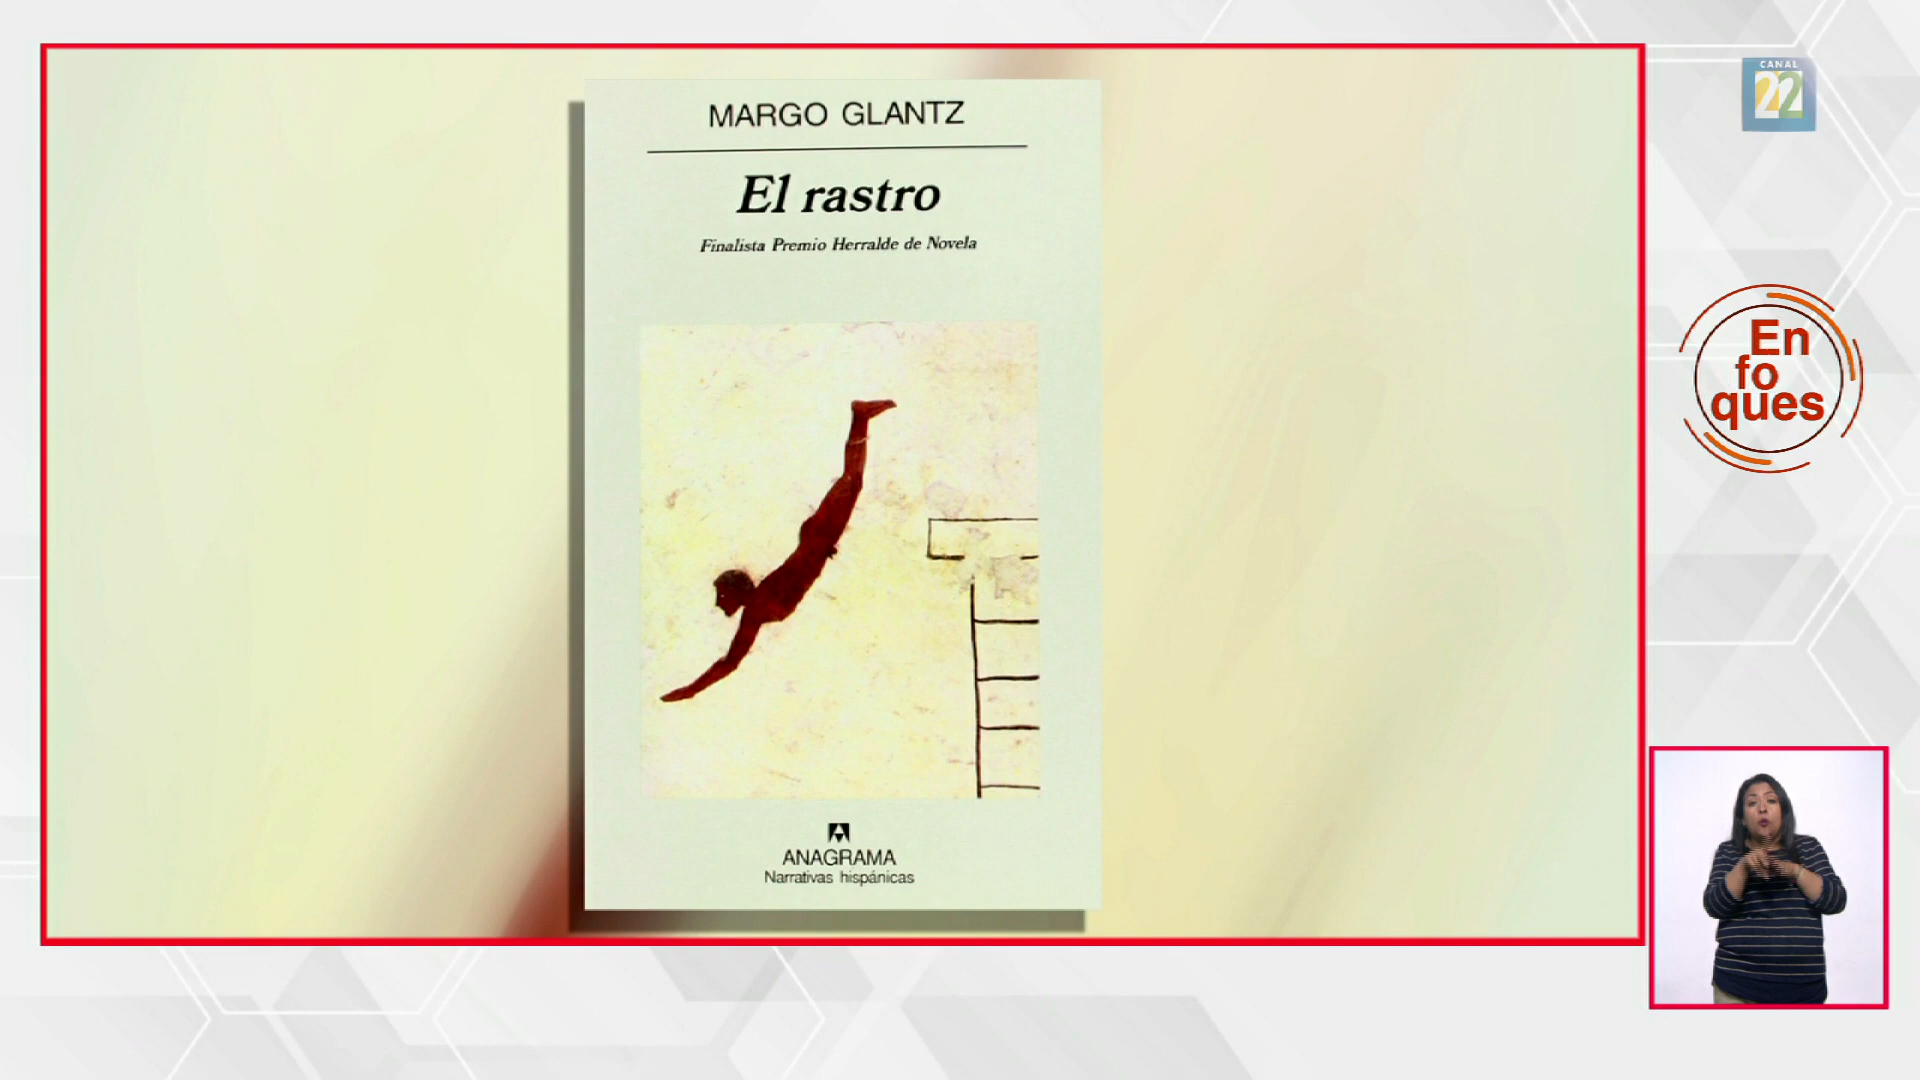 MARGO GLANTZ
El rastro
Finalista Premio Herralde de Novela
ANAGRAMA
Narrativas hispánicas
CANAL
22
En
fo
ques